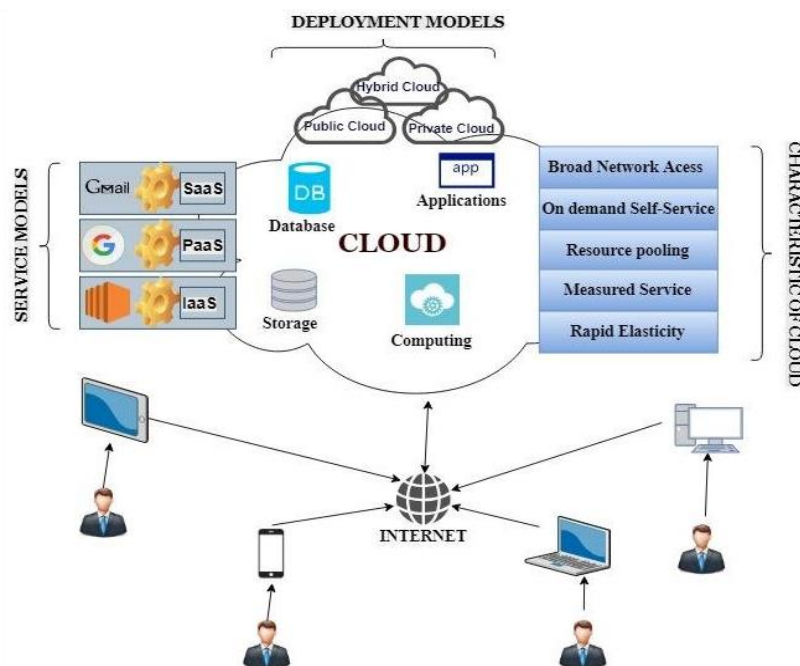 DEPLOYMENT MODELS
Hybrid Cloud
Public Cloud
Private Cloud
SERVICE MODELS
Gmail
SaaS
PaaS
IaaS
DB
Database
app
Applications
CLOUD
Storage
Computing
Broad Network Acess
On demand Self-Service
Resource pooling
Measured Service
Rapid Elasticity
CHARACTERISTIC OF CLOUD
INTERNET